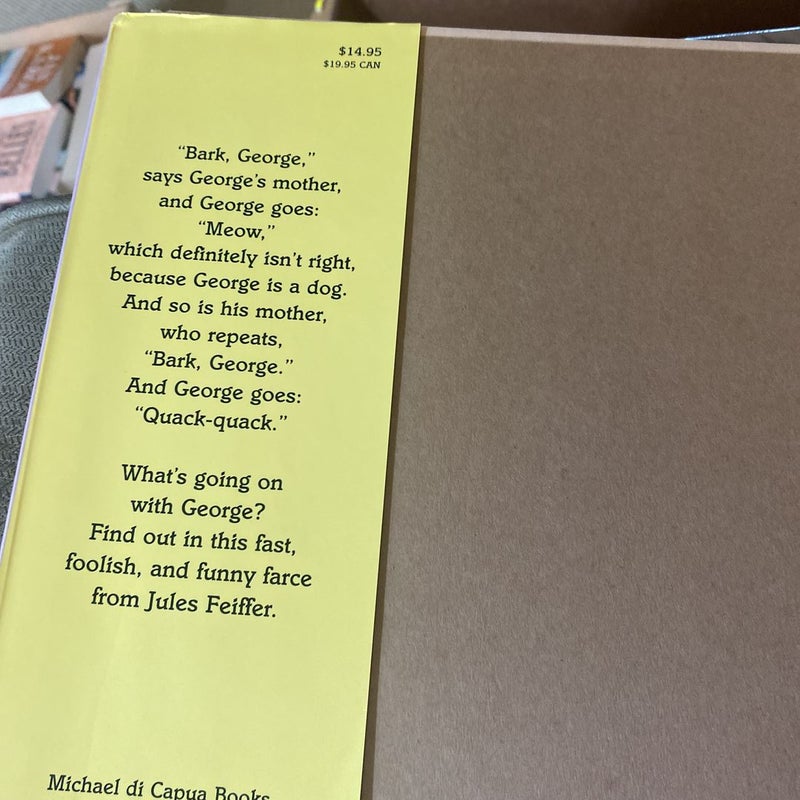 $14.95
$19.95 CAN
“Bark, George,”
says George’s mother,
and George goes:
“Meow,”
which definitely isn’t right,
because George is a dog.
And so is his mother,
who repeats,
“Bark, George.”
And George goes:
“Quack-quack.”
What’s going on
with George?
Find out in this fast,
foolish, and funny farce
from Jules Feiffer.
Michael di Capua Books